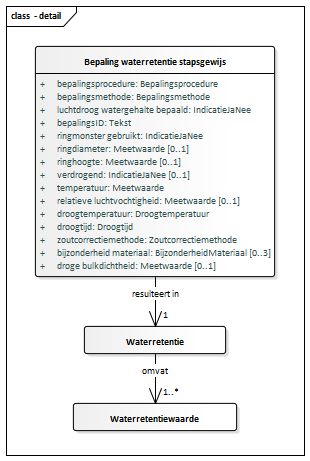 class - detail
Bepaling waterretentie stapsgewijs
+ bepalingsprocedure: Bepalingsprocedure
+ bepalingsmethode: Bepalingsmethode
+ luchtdroog watergehalte bepaald: IndicatieJaNee
+ bepalingsID: Tekst
+ ringmonster gebruikt: IndicatieJaNee
+ ringdiameter: Meetwaarde [0..1]
+ ringhoogte: Meetwaarde [0..1]
+ verdrogend: IndicatieJaNee [0..1]
+ temperatuur: Meetwaarde
+ relatieve luchtvochtigheid: Meetwaarde [0..1]
+ droogtemperatuur: Droogtemperatuur
+ droogtijd: Droogtijd
+ zoutcorrectiemethode: Zoutcorrectiemethode
+ bijzonderheid materiaal: BijzonderheidMateriaal [0..3]
+ droge bulkdichtheid: Meetwaarde [0..1]
resulteert in
1
Waterretentie
omvat
1..*
Waterretentiewaarde